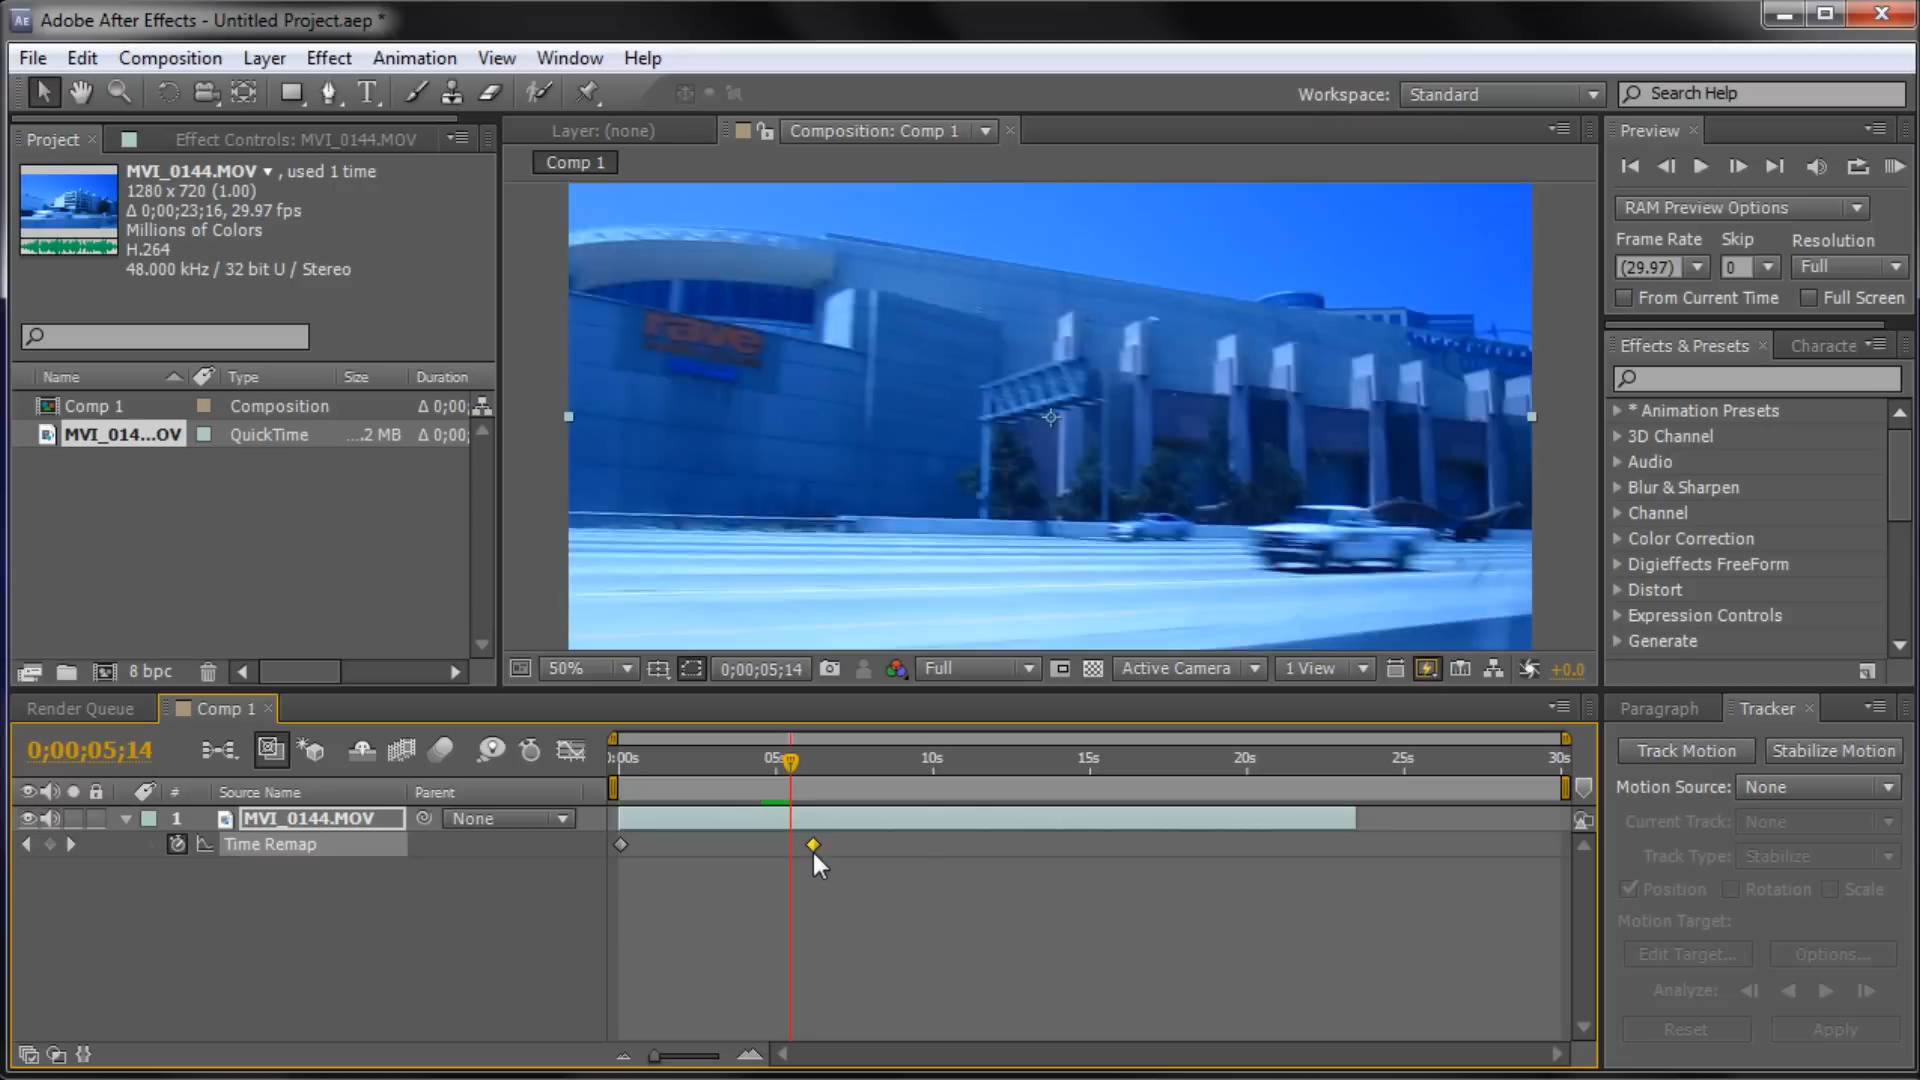 AE Adobe After Effects - Untitled Project.aep *
File Edit Composition Layer Effect Animation View Window Help
T
Workspace: Standard
Search Help
Project
Effect Controls: MVI_0144.MOV
MVI_0144.MOV , used 1 time
1280 x 720 (1.00)
Δ 0;00;23;16, 29.97 fps
Millions of Colors
H.264
48.000 kHz / 32 bit U / Stereo
Name Type Size Duration
Comp 1 Composition Δ 0;00;
MVI_014...OV QuickTime ....2 MB Δ 0;00;
8 bpc
Layer: (none)
Composition: Comp 1
Comp 1
rave
50% 0;00;05;14 Full Active Camera 1 View +0.0
Preview
RAM Preview Options
Frame Rate Skip Resolution
(29.97) 0 Full
From Current Time Full Screen
Effects & Presets Characte
* Animation Presets
3D Channel
Audio
Blur & Sharpen
Channel
Color Correction
Digieffects FreeForm
Distort
Expression Controls
Generate
Render Queue Comp 1
0;00;05;14
):00s 05s 10s 15s 20s 25s 30s
# Source Name Parent
1 MVI_0144.MOV None
Time Remap
Paragraph Tracker
Track Motion Stabilize Motion
Motion Source: None
Current Track: None
Track Type: Stabilize
Position Rotation Scale
Motion Target:
Edit Target... Options...
Analyze:
Reset Apply